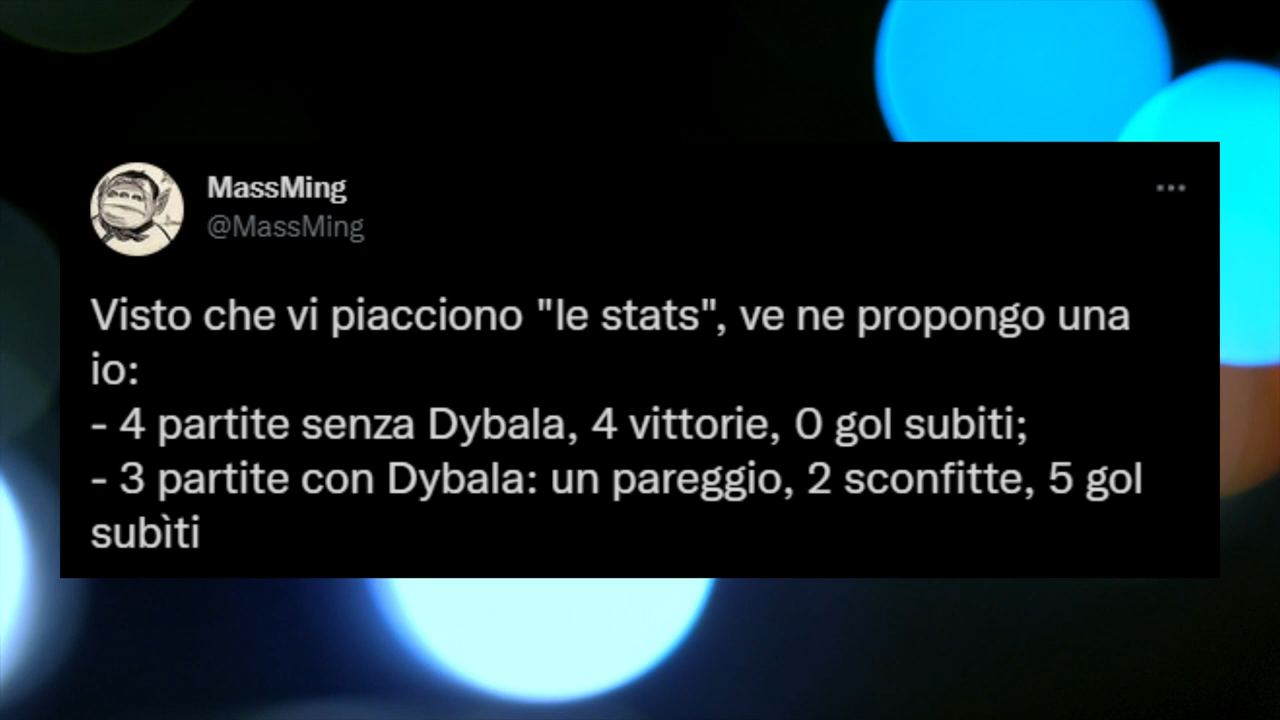 MassMing
@MassMing
Visto che vi piacciono "le stats", ve ne propongo una
io:
- 4 partite senza Dybala, 4 vittorie, 0 gol subiti;
- 3 partite con Dybala: un pareggio, 2 sconfitte, 5 gol
subìti